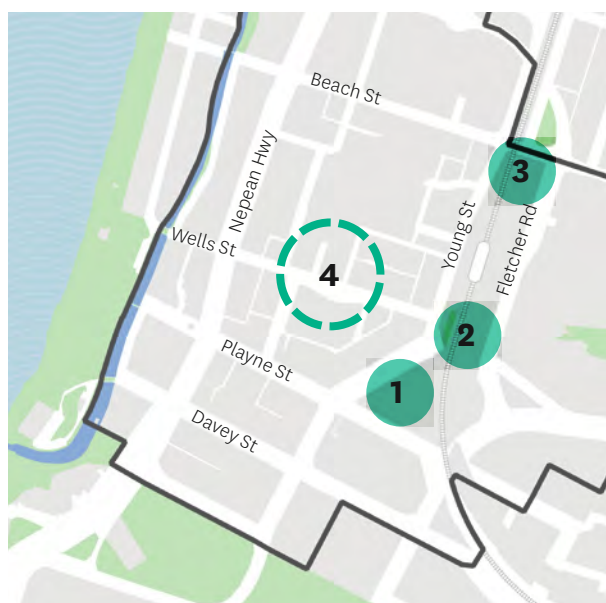 Beach St
Nepean Hwy
3
Young St
Fletcher Rd
Wells St
4
2
Playne St
1
Davey St